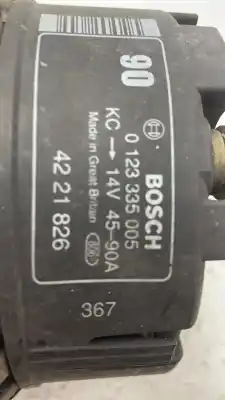 90
BOSCH
0 123 335 005
KC → 14V 45-90A
Made in Great Britain
42 21 826
367